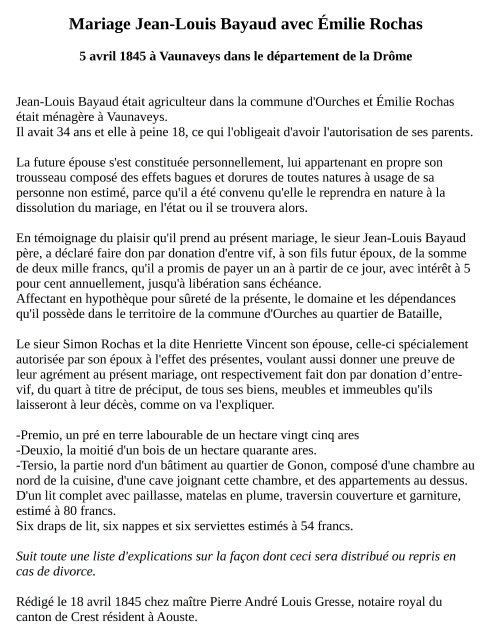 Mariage Jean-Louis Bayaud avec Émilie Rochas
5 avril 1845 à Vaunaveys dans le département de la Drôme
Jean-Louis Bayaud était agriculteur dans la commune d'Ourches et Émilie Rochas
était ménagère à Vaunaveys.
Il avait 34 ans et elle à peine 18, ce qui l'obligeait d'avoir l'autorisation de ses parents.
La future épouse s'est constituée personnellement, lui appartenant en propre son
trousseau composé des effets bagues et dorures de toutes natures à usage de sa
personne non estimé, parce qu'il a été convenu qu'elle le reprendra en nature à la
dissolution du mariage, en l'état ou il se trouvera alors.
En témoignage du plaisir qu'il prend au présent mariage, le sieur Jean-Louis Bayaud
père, a déclaré faire don par donation d'entre vif, à son fils futur époux, de la somme
de deux mille francs, qu'il a promis de payer un an à partir de ce jour, avec intérêt à 5
pour cent annuellement, jusqu'à libération sans échéance.
Affectant en hypothèque pour sûreté de la présente, le domaine et les dépendances
qu'il possède dans le territoire de la commune d'Ourches au quartier de Bataille,
Le sieur Simon Rochas et la dite Henriette Vincent son épouse, celle-ci spécialement
autorisée par son époux à l'effet des présentes, voulant aussi donner une preuve de
leur agrément au présent mariage, ont respectivement fait don par donation d'entre-
vif, du quart à titre de préciput, de tous ses biens, meubles et immeubles qu'ils
laisseront à leur décès, comme on va l'expliquer.
-Premio, un pré en terre labourable de un hectare vingt cinq ares
-Deuxio, la moitié d'un bois de un hectare quarante ares.
-Tersio, la partie nord d'un bâtiment au quartier de Gonon, composé d'une chambre au
nord de la cuisine, d'une cave joignant cette chambre, et des appartements au dessus.
D'un lit complet avec paillasse, matelas en plume, traversin couverture et garniture,
estimé à 80 francs.
Six draps de lit, six nappes et six serviettes estimés à 54 francs.
Suit toute une liste d'explications sur la façon dont ceci sera distribué ou repris en
cas de divorce.
Rédigé le 18 avril 1845 chez maître Pierre André Louis Gresse, notaire royal du
canton de Crest résident à Aouste.